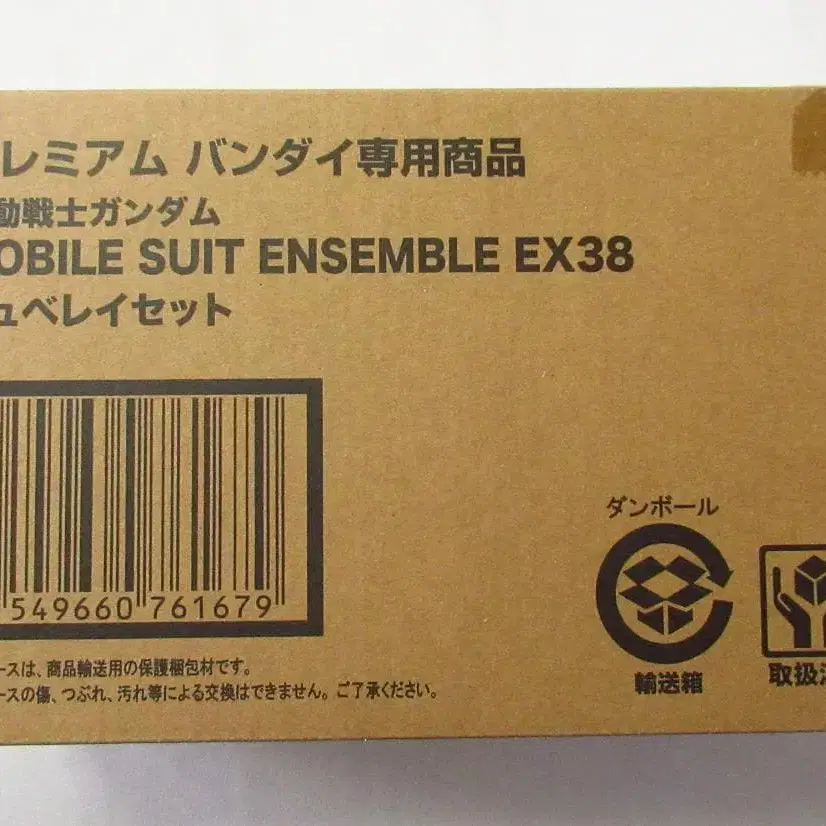 レミアム バンダイ専用商品
動戦士ガンダム
OBILE SUIT ENSEMBLE EX38
ュベレイセット
549660 761679
ダンボール
輸送箱
取扱注
ースは、商品輸送用の保護梱包材です。
ースの傷、つぶれ、汚れ等による交換はできません。ご了承ください。